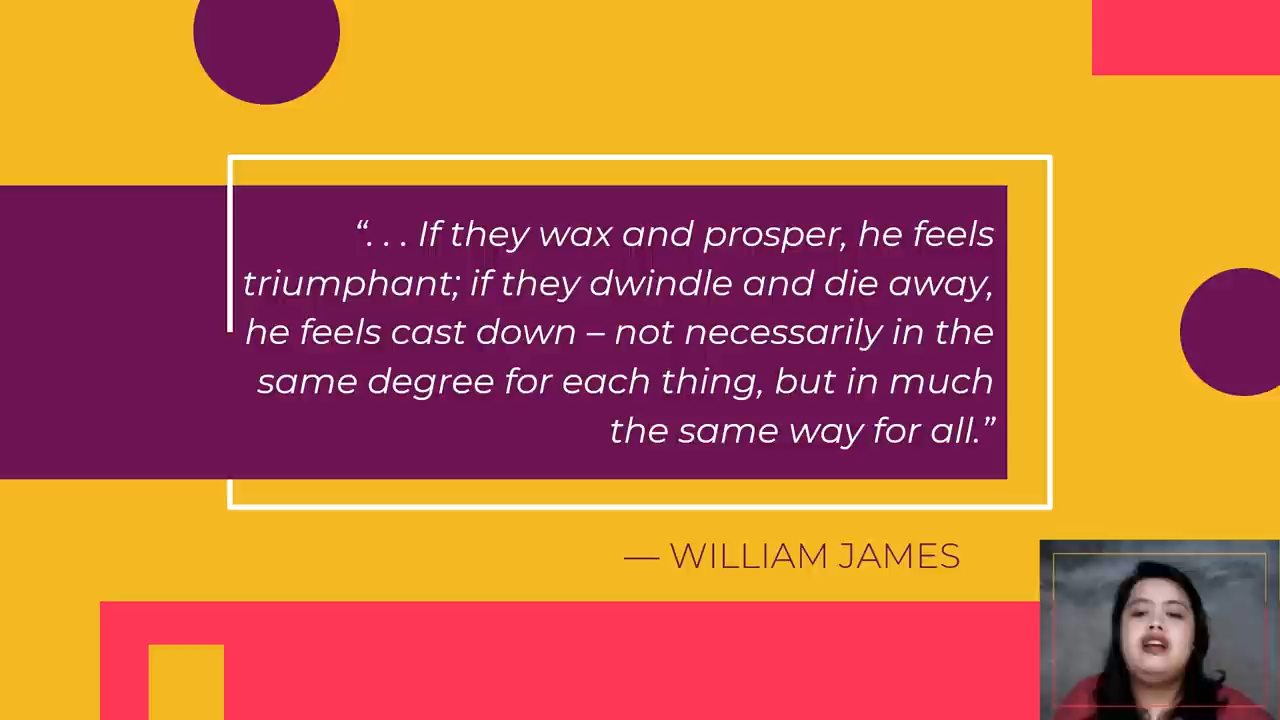 “. . . If they wax and prosper, he feels
triumphant; if they dwindle and die away,
he feels cast down – not necessarily in the
same degree for each thing, but in much
the same way for all.”
— WILLIAM JAMES